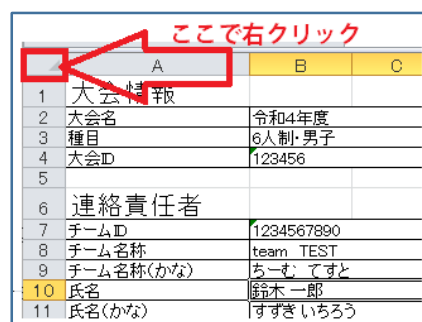 ここで右クリック
A B C
1 大会情報
2 大会名 令和4年度
3 種目 6人制・男子
4 大会ID 123456
5
6 連絡責任者
7 チームID 1234567890
8 チーム名称 team TEST
9 チーム名称(かな) ちーむ てすと
10 氏名 鈴木 一郎
11 氏名(かな) すずき いちろう